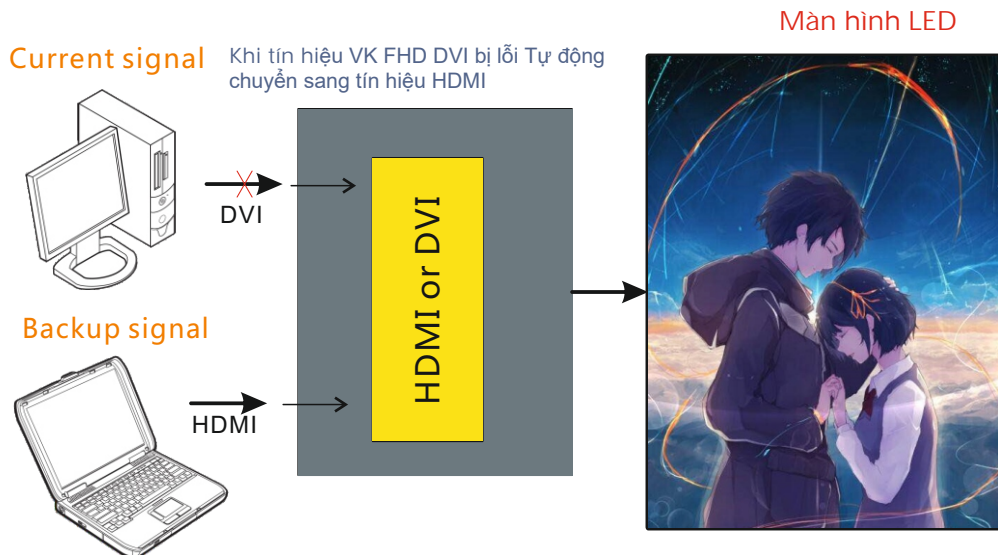 Màn hình LED
Current signal
Khi tín hiệu VK FHD DVI bị lỗi Tự động
chuyển sang tín hiệu HDMI
DVI
HDMI or DVI
Backup signal
HDMI